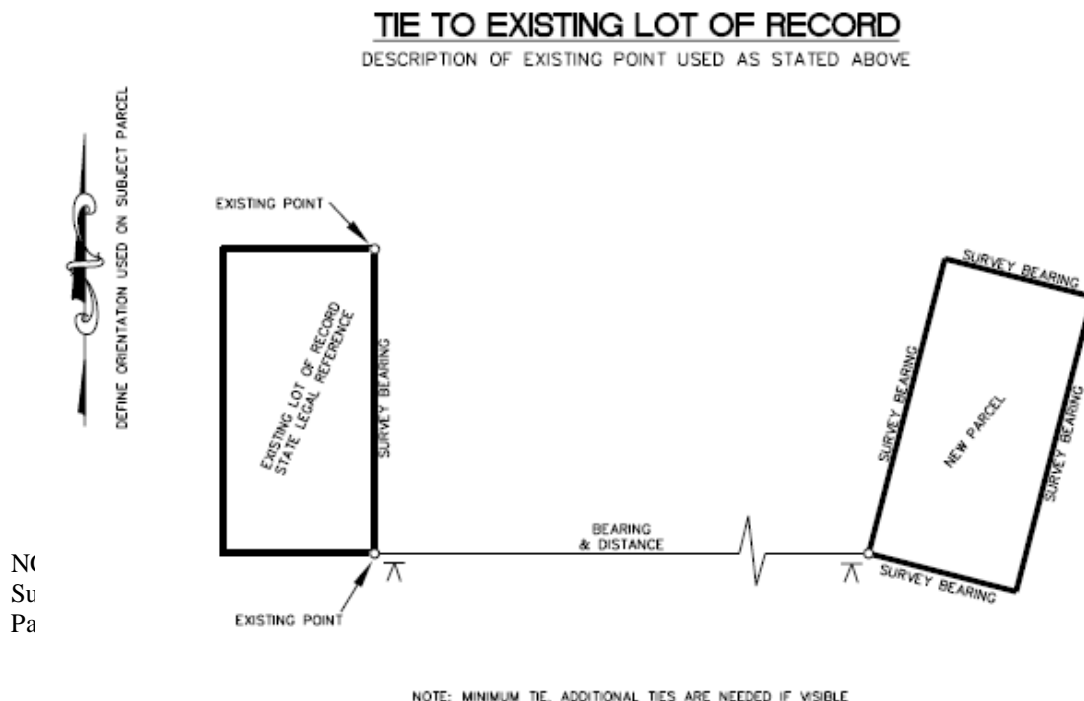 TIE TO EXISTING LOT OF RECORD
DESCRIPTION OF EXISTING POINT USED AS STATED ABOVE
DEFINE ORIENTATION USED ON SUBJECT PARCEL
EXISTING POINT
SURVEY BEARING
EXISTING LOT OF RECORD
STATE LEGAL REFERENCE
SURVEY BEARING
SURVEY BEARING
NEW PARCEL
SURVEY BEARING
BEARING
& DISTANCE
SURVEY BEARING
EXISTING POINT
Su
Pa
NOTE: MINIMUM TIE. ADDITIONAL TIES ARE NEEDED IF VISIBLE